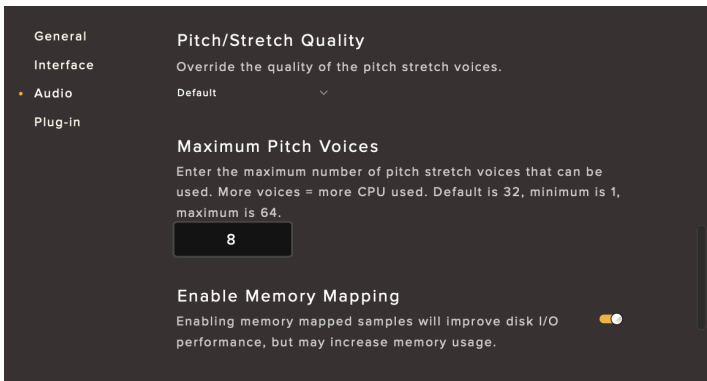 General
Interface
Audio
Plug-in
Pitch/Stretch Quality
Override the quality of the pitch stretch voices.
Default
Maximum Pitch Voices
Enter the maximum number of pitch stretch voices that can be
used. More voices = more CPU used. Default is 32, minimum is 1,
maximum is 64.
8
Enable Memory Mapping
Enabling memory mapped samples will improve disk I/O
performance, but may increase memory usage.